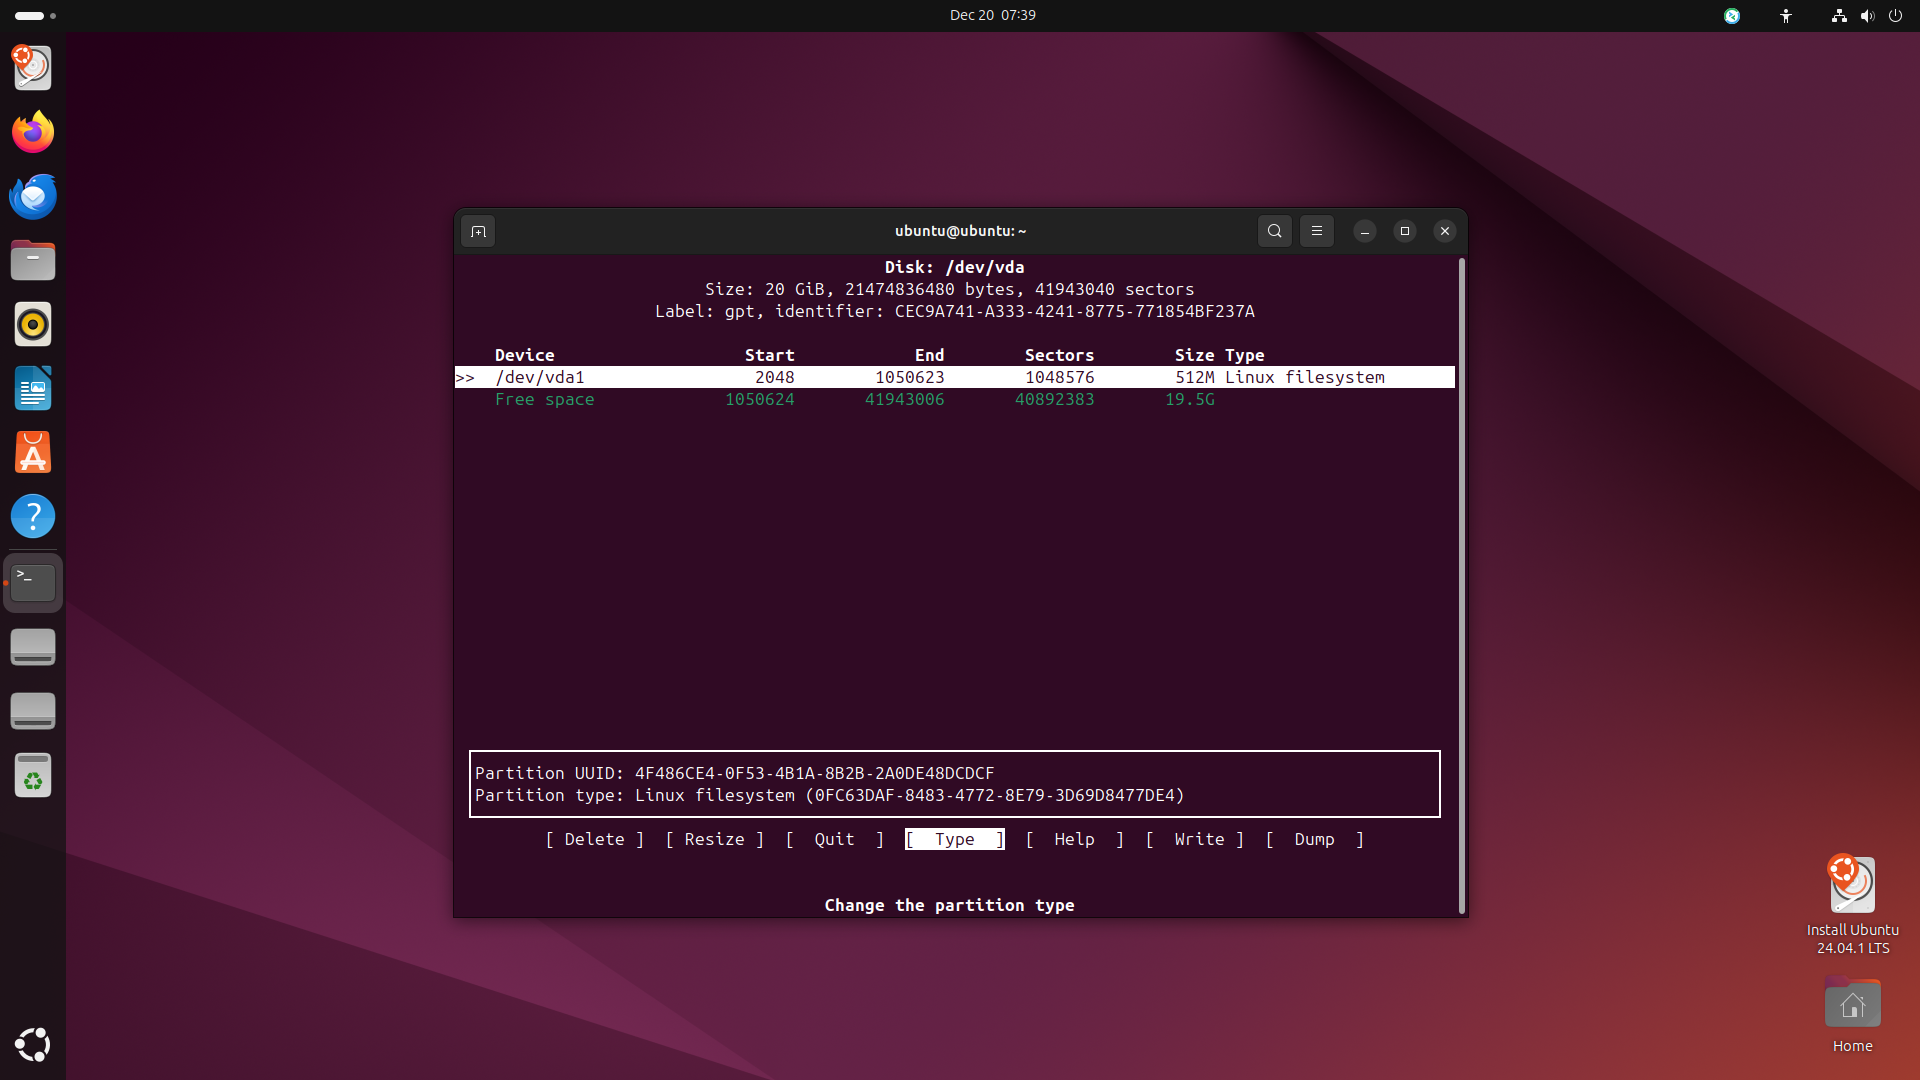 Dec 20 07:39
ubuntu@ubuntu: ~
Disk: /dev/vda
Size: 20 GiB, 21474836480 bytes, 41943040 sectors
Label: gpt, identifier: CEC9A741-A333-4241-8775-771854BF237A
Device Start End Sectors Size Type
>> /dev/vda1 2048 1050623 1048576 512M Linux filesystem
Free space 1050624 41943006 40892383 19.5G
Partition UUID: 4F486CE4-0F53-4B1A-8B2B-2A0DE48DCDCF
Partition type: Linux filesystem (0FC63DAF-8483-4772-8E79-3D69D8477DE4)
[ Delete ] [ Resize ] [ Quit ] [ Type ] [ Help ] [ Write ] [ Dump ]
Change the partition type
Install Ubuntu
24.04.1 LTS
Home